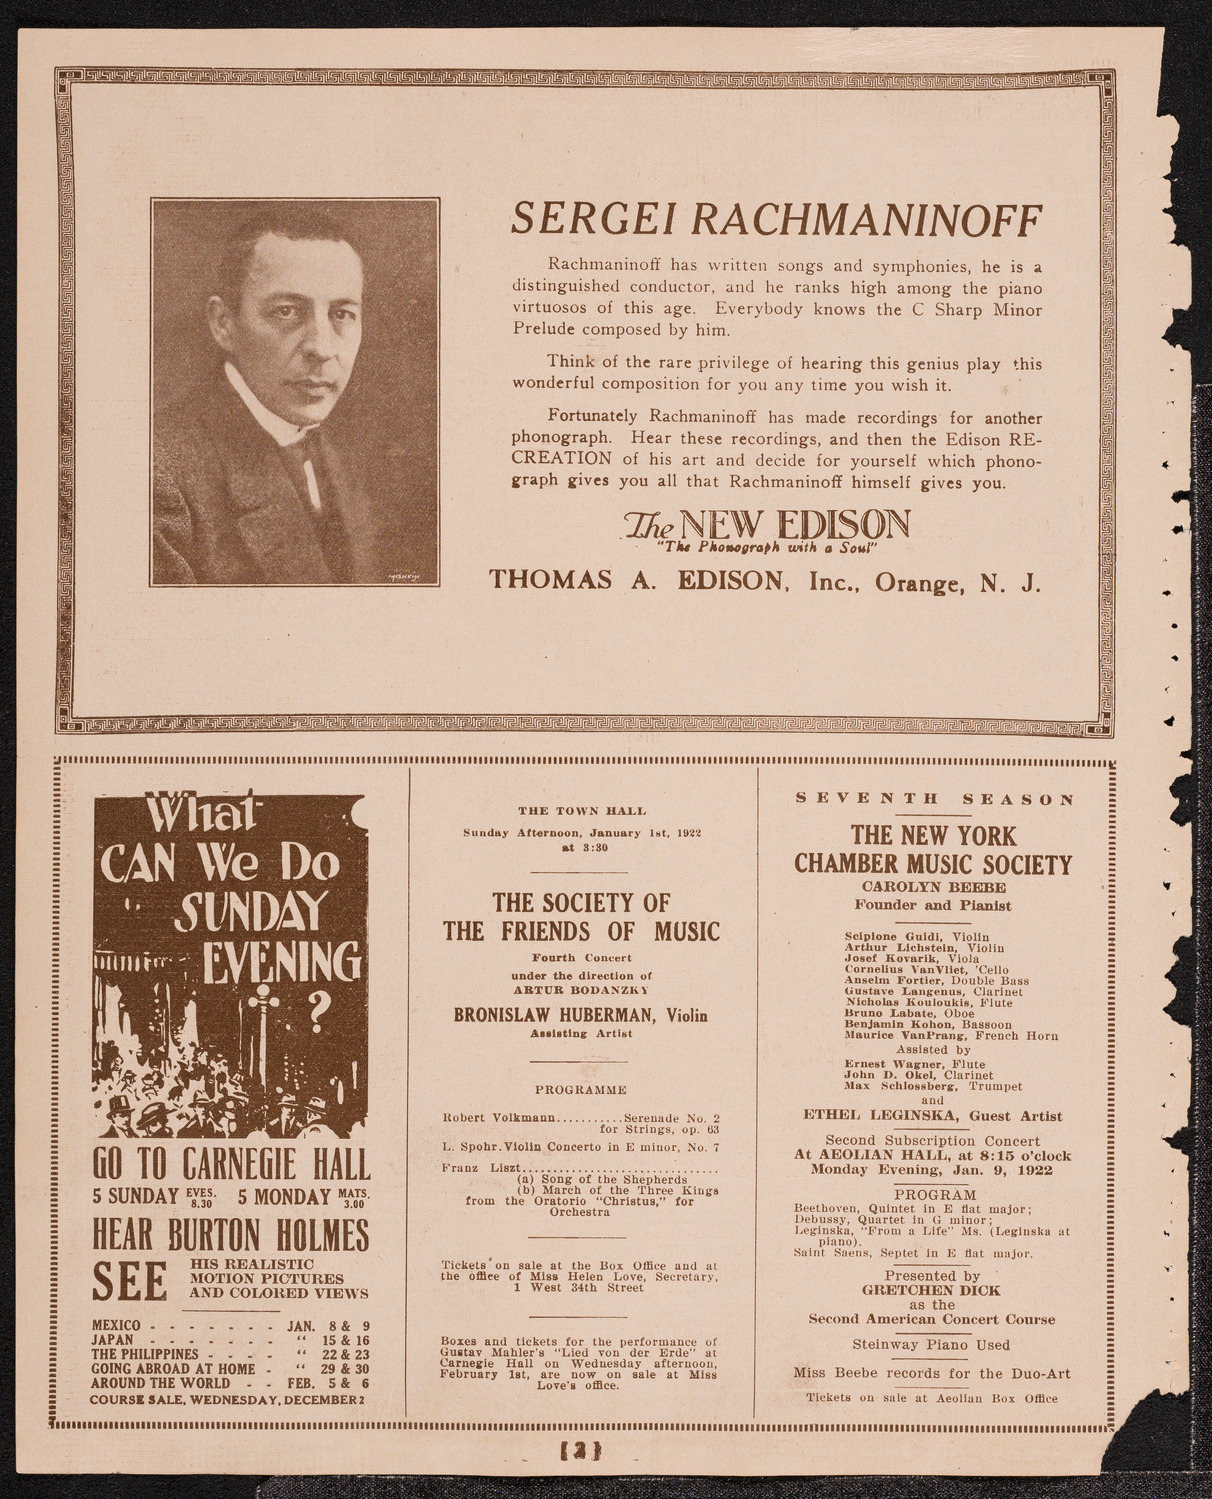 SERGEI RACHMANINOFF
Rachmaninoff has written songs and symphonies, he is a
distinguished conductor, and he ranks high among the piano
virtuosos of this age. Everybody knows the C Sharp Minor
Prelude composed by him.
Think of the rare privilege of hearing this genius play this
wonderful composition for you any time you wish it.
Fortunately Rachmaninoff has made recordings for another
phonograph. Hear these recordings, and then the Edison RE-
CREATION of his art and decide for yourself which phono-
graph gives you all that Rachmaninoff himself gives you.
The NEW EDISON
"The Phonograph with a Soul"
THOMAS A. EDISON, Inc., Orange, N. J.
MISHKIN
What
CAN We Do
SUNDAY
EVENING
?
GO TO CARNEGIE HALL
5 SUNDAY EVES. 8.30 5 MONDAY MATS. 3.00
HEAR BURTON HOLMES
SEE HIS REALISTIC
MOTION PICTURES
AND COLORED VIEWS
MEXICO - - - - - - - JAN. 8 & 9
JAPAN - - - - - - - " 15 & 16
THE PHILIPPINES - - - - " 22 & 23
GOING ABROAD AT HOME - " 29 & 30
AROUND THE WORLD - - FEB. 5 & 6
COURSE SALE, WEDNESDAY, DECEMBER 2
THE TOWN HALL
Sunday Afternoon, January 1st, 1922
at 3:30
THE SOCIETY OF
THE FRIENDS OF MUSIC
Fourth Concert
under the direction of
ARTUR BODANZKY
BRONISLAW HUBERMAN, Violin
Assisting Artist
PROGRAMME
Robert Volkmann...........Serenade No. 2
for Strings, op. 63
L. Spohr.Violin Concerto in E minor, No. 7
Franz Liszt.................................
(a) Song of the Shepherds
(b) March of the Three Kings
from the Oratorio "Christus," for
Orchestra
Tickets on sale at the Box Office and at
the office of Miss Helen Love, Secretary,
1 West 34th Street
Boxes and tickets for the performance of
Gustav Mahler's "Lied von der Erde" at
Carnegie Hall on Wednesday afternoon,
February 1st, are now on sale at Miss
Love's office.
SEVENTH SEASON
THE NEW YORK
CHAMBER MUSIC SOCIETY
CAROLYN BEEBE
Founder and Pianist
Scipione Guidi, Violin
Arthur Lichstein, Violin
Josef Kovarik, Viola
Cornelius VanVliet, 'Cello
Anselm Fortier, Double Bass
Gustave Langenus, Clarinet
Nicholas Kouloukis, Flute
Bruno Labate, Oboe
Benjamin Kohon, Bassoon
Maurice VanPrang, French Horn
Assisted by
Ernest Wagner, Flute
John D. Okel, Clarinet
Max Schlossberg, Trumpet
and
ETHEL LEGINSKA, Guest Artist
Second Subscription Concert
At AEOLIAN HALL, at 8:15 o'clock
Monday Evening, Jan. 9, 1922
PROGRAM
Beethoven, Quintet in E flat major;
Debussy, Quartet in G minor;
Leginska, "From a Life" Ms. (Leginska at
piano).
Saint Saens, Septet in E flat major.
Presented by
GRETCHEN DICK
as the
Second American Concert Course
Steinway Piano Used
Miss Beebe records for the Duo-Art
Tickets on sale at Aeolian Box Office
[2]